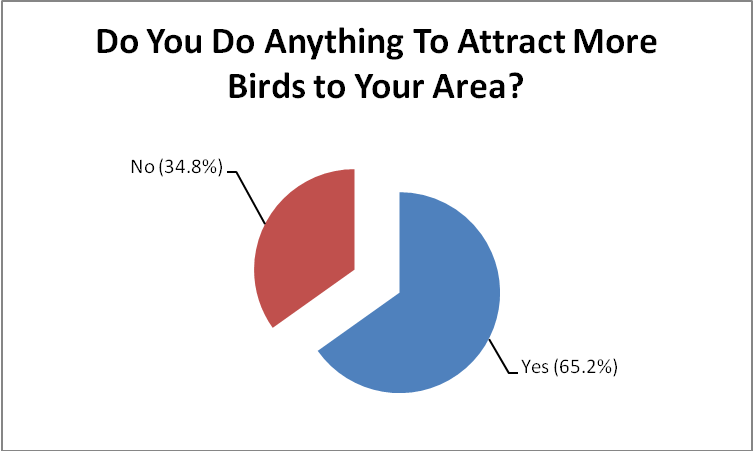 Do You Do Anything To Attract More
Birds to Your Area?
No (34.8%)
Yes (65.2%)